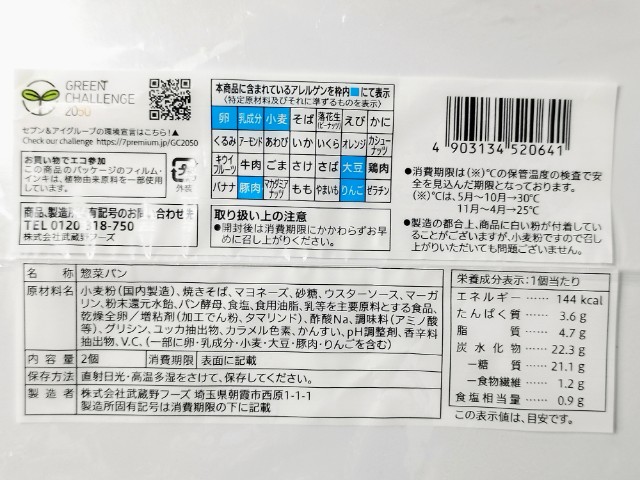 GREEN
CHALLENGE
2050
セブン&アイグループの環境宣言はこちら!▲
Check our challenge https://7premium.jp/GC2050
お買い物でエコ参加
この商品のパッケージのフィルム・
インキは、植物由来原料を一部使用
しています。
プラ
外装
商品、製造所固有記号のお問い合わせ先
TEL 0120 318-750
株式会社武蔵野フーズ
本商品に含まれているアレルゲンを枠内■にて表示
〈特定原材料及びそれに準ずるものを表示〉
卵 乳成分 小麦 そば 落花生(ピーナッツ) えび かに
くるみ アーモンド あわび いか いくら オレンジ カシューナッツ
キウイフルーツ 牛肉 ごま さけ さば 大豆 鶏肉
バナナ 豚肉 マカダミアナッツ もも やまいも りんご ゼラチン
取り扱い上の注意
●開封後は消費期限にかかわらずお早
めに召し上がりください。
4 903134 520641
●消費期限は(※)℃の保管温度の検査で安
全を見込んだ期限となっております。
(※)℃は、5月〜10月→30℃
11月〜4月→25℃
●製造の都合上、商品に白い粉が付着してい
ることがございますが、小麦粉ですので召し
上がりいただいても問題ございません。
名称 惣菜パン
原材料名 小麦粉(国内製造)、焼きそば、マヨネーズ、砂糖、ウスターソース、マーガ
リン、粉末還元水飴、パン酵母、食塩、食用油脂、乳等を主要原料とする食品、
乾燥全卵/増粘剤(加工でん粉、タマリンド)、酢酸Na、調味料(アミノ酸
等)、グリシン、ユッカ抽出物、カラメル色素、かんすい、pH調整剤、香辛料
抽出物、V.C、(一部に卵・乳成分・小麦・大豆・豚肉・りんごを含む)
内容量 2個 消費期限 表面に記載
保存方法 直射日光・高温多湿をさけて、保存してください。
製造者 株式会社武蔵野フーズ 埼玉県朝霞市西原1-1-1
製造所固有記号は消費期限の下に記載
栄養成分表示:1個当たり
エネルギー …… 144 kcal
たんぱく質 …… 3.6 g
脂質 …… 4.7 g
炭水化物 …… 22.3 g
―糖質 …… 21.1 g
―食物繊維 …… 1.2 g
食塩相当量 …… 0.9 g
この表示値は、目安です。